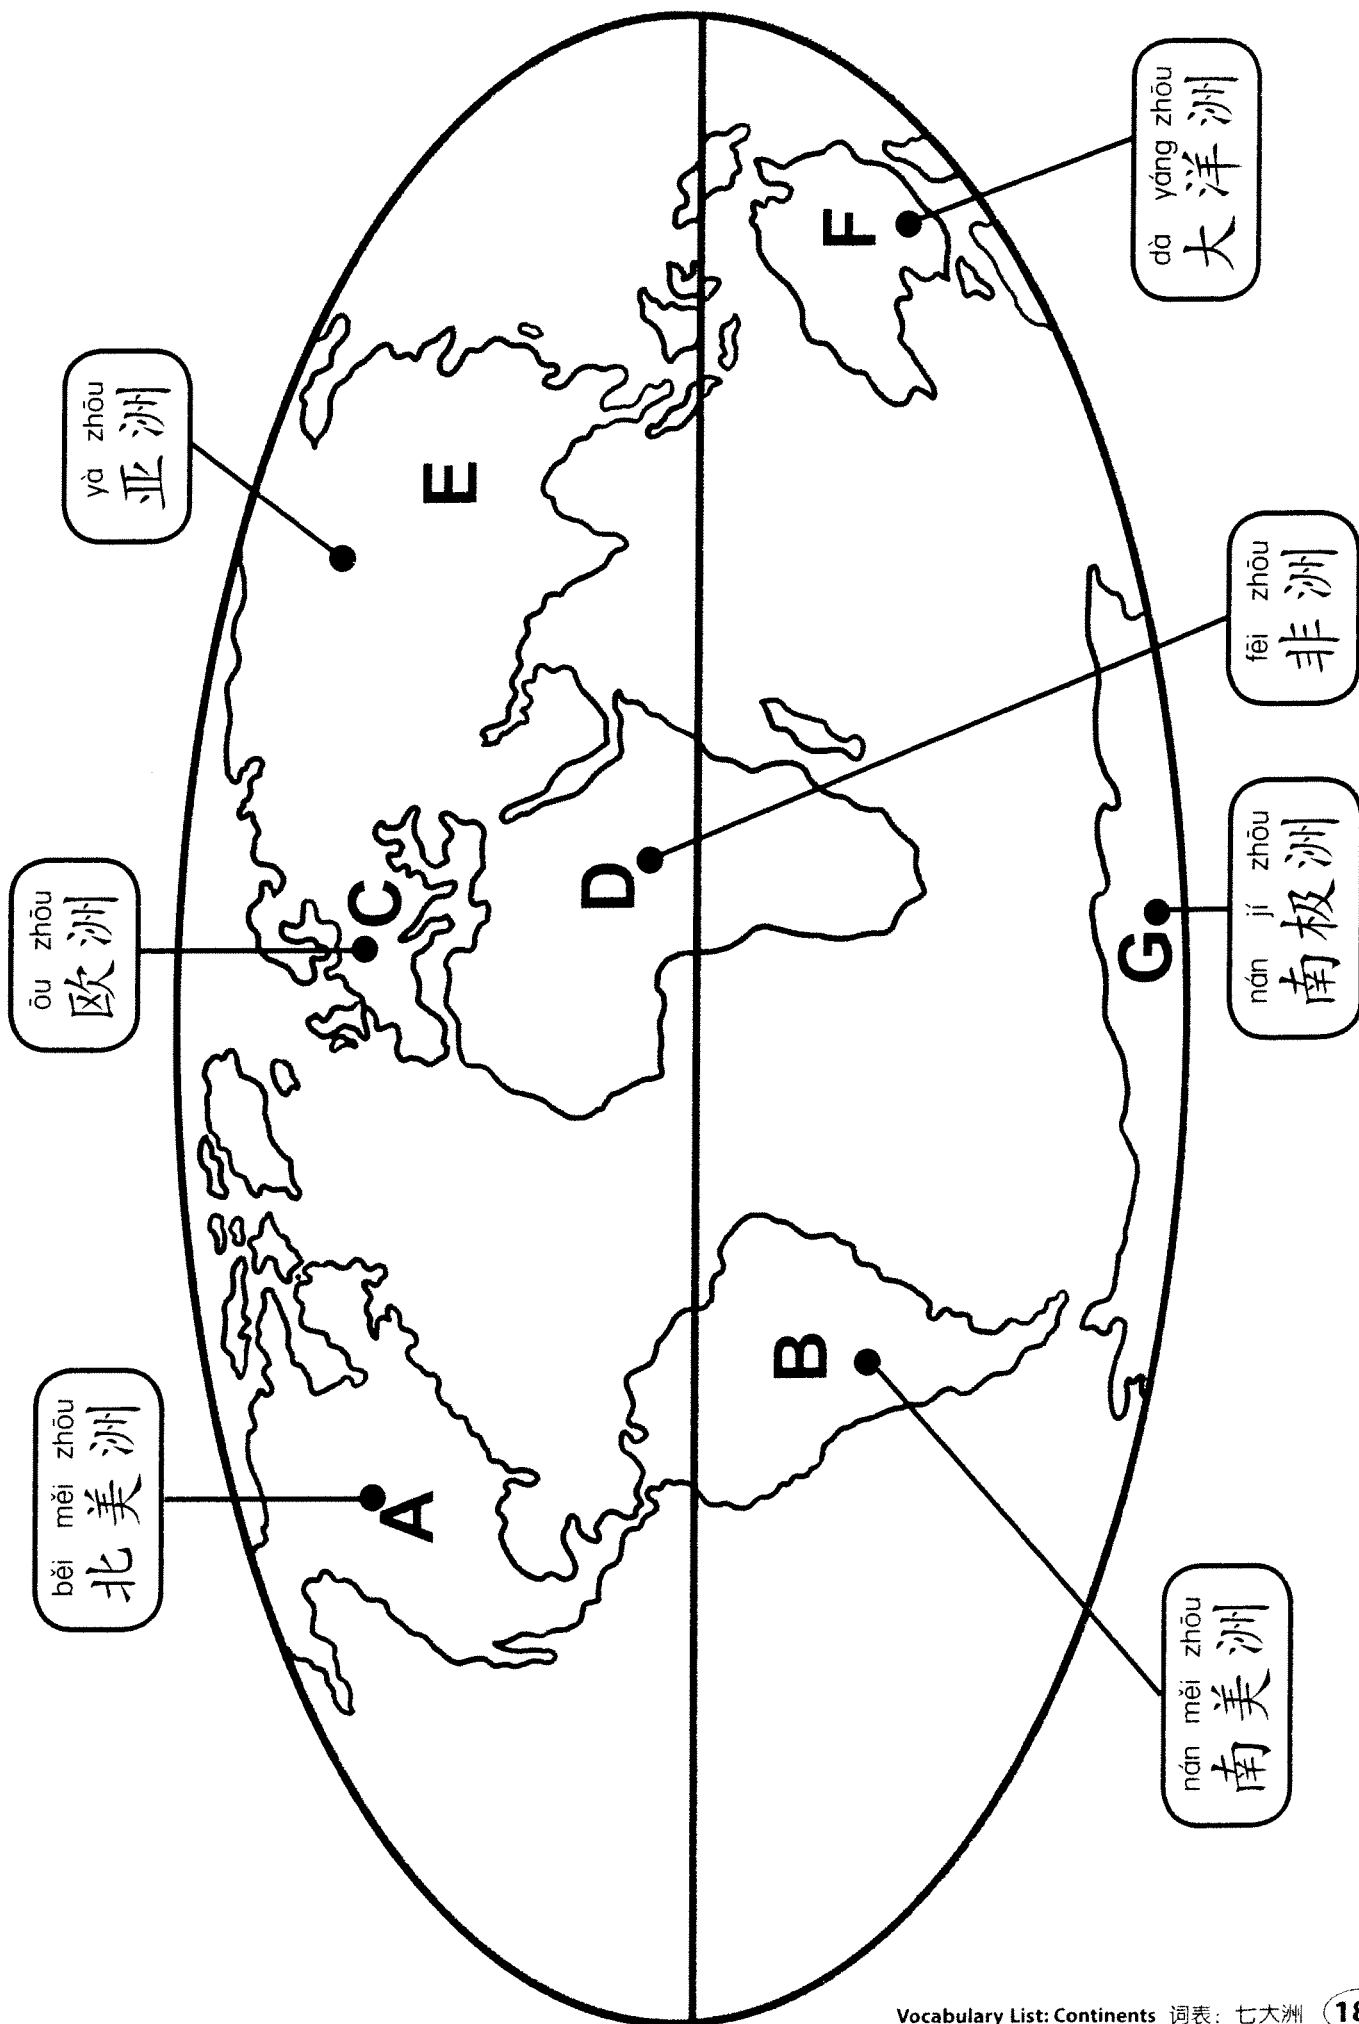 běi měi zhōu
北美洲
ōu zhōu
欧洲
yà zhōu
亚洲
A
C
E
D
B
F
G
nán měi zhōu
南美洲
nán jí zhōu
南极洲
fēi zhōu
非洲
dà yáng zhōu
大洋洲
Vocabulary List: Continents 词表：七大洲